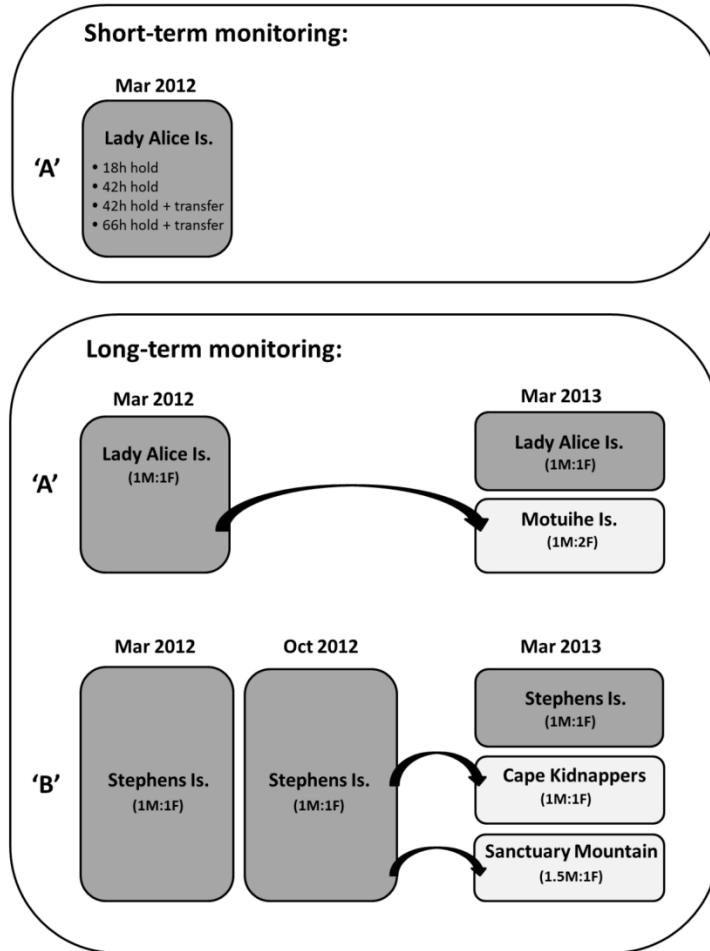 Short-term monitoring:
Mar 2012
'A'
Lady Alice Is.
• 18h hold
• 42h hold
• 42h hold + transfer
• 66h hold + transfer
Long-term monitoring:
Mar 2012
Mar 2013
'A'
Lady Alice Is.
(1M:1F)
Lady Alice Is.
(1M:1F)
Motuihe Is.
(1M:2F)
Mar 2012
Oct 2012
Mar 2013
'B'
Stephens Is.
(1M:1F)
Stephens Is.
(1M:1F)
Stephens Is.
(1M:1F)
Cape Kidnappers
(1M:1F)
Sanctuary Mountain
(1.5M:1F)